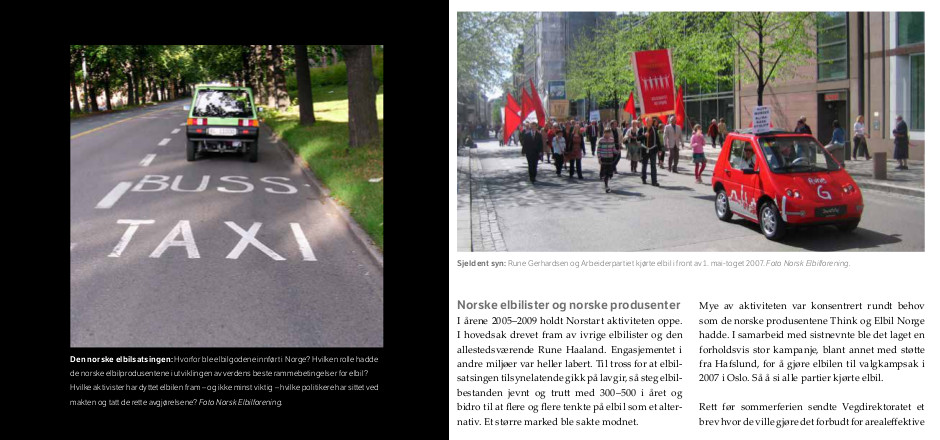 BUSS
TAXI
Den norske elbilsatsingen: Hvorfor ble elbilgodene innført i Norge? Hvilken rolle hadde
de norske elbilprodusentene i utviklingen av verdens beste rammebetingelser for elbil?
Hvilke aktivister har dyttet elbilen fram – og ikke minst viktig – hvilke politikere har sittet ved
makten og tatt de rette avgjørelsene? Foto Norsk Elbilforening.
G
Sjeldent syn: Rune Gerhardsen og Arbeiderpartiet kjørte elbil i front av 1. mai-toget 2007. Foto Norsk Elbilforening.
Norske elbilister og norske produsenter
I årene 2005–2009 holdt Norstart aktiviteten oppe.
I hovedsak drevet fram av ivrige elbilister og den
allestedsværende Rune Haaland. Engasjementet i
andre miljøer var heller labert. Til tross for at elbil-
satsingen tilsynelatende gikk på lavgir, så steg elbil-
bestanden jevnt og trutt med 300–500 i året og
bidro til at flere og flere tenkte på elbil som et alter-
nativ. Et større marked ble sakte modnet.
Mye av aktiviteten var konsentrert rundt behov
som de norske produsentene Think og Elbil Norge
hadde. I samarbeid med sistnevnte ble det laget en
forholdsvis stor kampanje, blant annet med støtte
fra Hafslund, for å gjøre elbilen til valgkampsak i
2007 i Oslo. Så å si alle partier kjørte elbil.
Rett før sommerferien sendte Vegdirektoratet et
brev hvor de ville gjøre det forbudt for arealeffektive